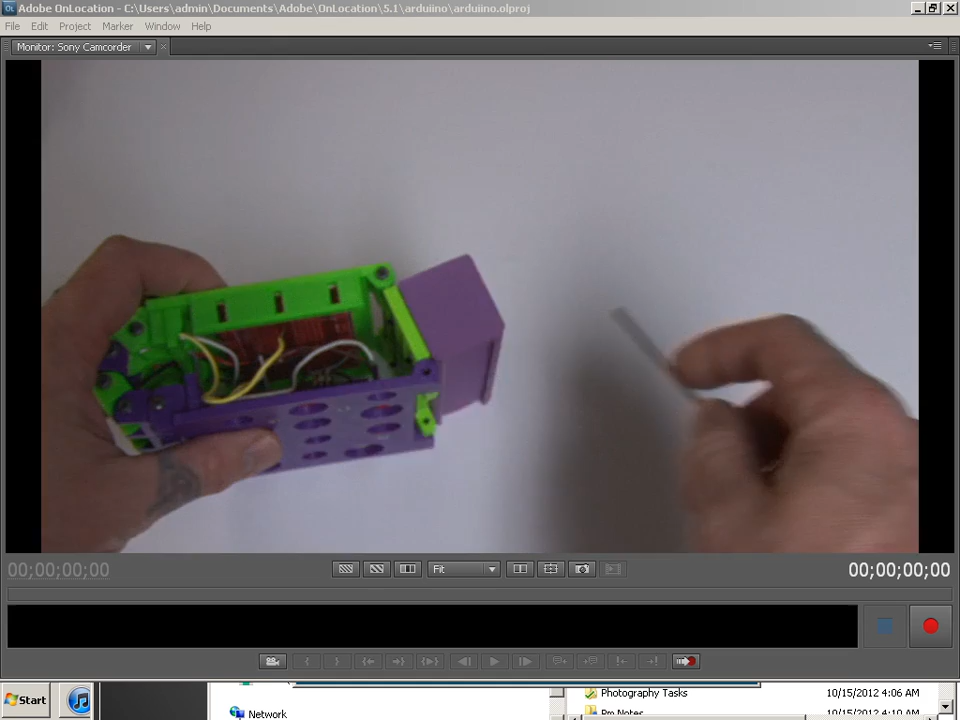 Adobe OnLocation - C:\Users\admin\Documents\Adobe\OnLocation\5.1\arduiino\arduiino.olproj
File Edit Project Marker Window Help
Monitor: Sony Camcorder
00;00;00;00
Fit
00;00;00;00
Start
Photography Tasks 10/15/2012 4:06 AM
Network
Pm Notes 10/15/2012 4:10 AM